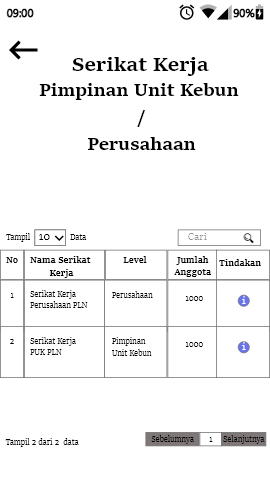 09:00 90%
Serikat Kerja
Pimpinan Unit Kebun
/
Perusahaan
Tampil 10 Data Cari
No Nama Serikat Kerja Level Jumlah Anggota Tindakan
1 Serikat Kerja Perusahaan PLN Perusahaan 1000 i
2 Serikat Kerja PUK PLN Pimpinan Unit Kebun 1000 i
Tampil 2 dari 2 data Sebelumnya 1 Selanjutnya